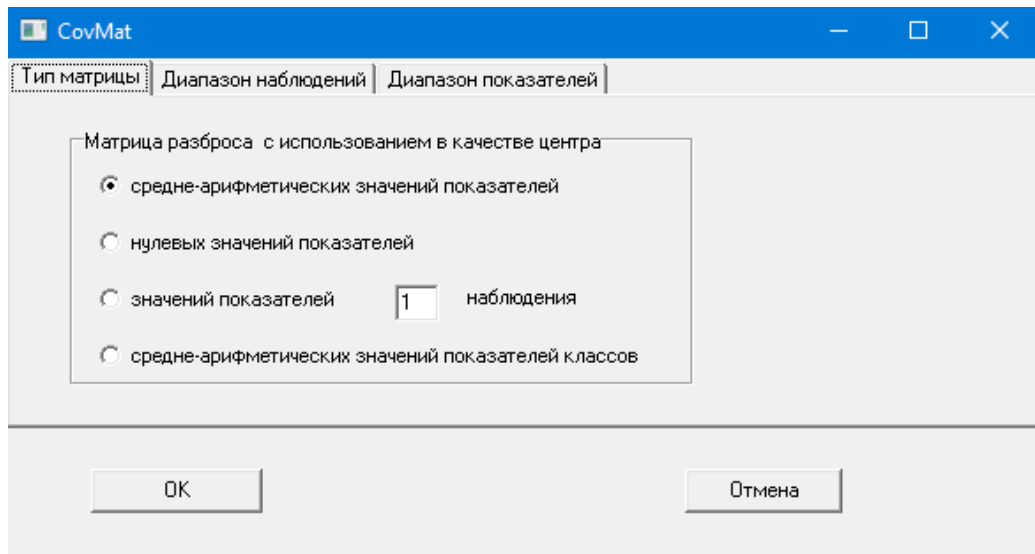 CovMat
Тип матрицы Диапазон наблюдений Диапазон показателей
Матрица разброса с использованием в качестве центра
средне-арифметических значений показателей
нулевых значений показателей
значений показателей 1 наблюдения
средне-арифметических значений показателей классов
OK Отмена